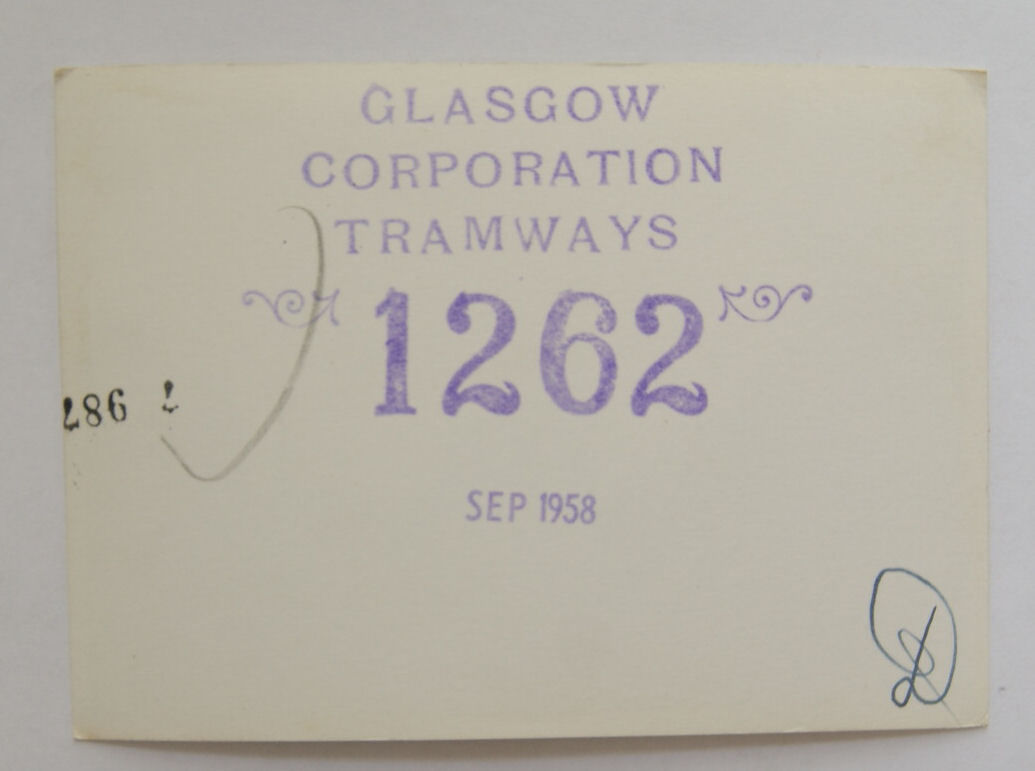 GLASGOW
CORPORATION
TRAMWAYS
1262
SEP 1958